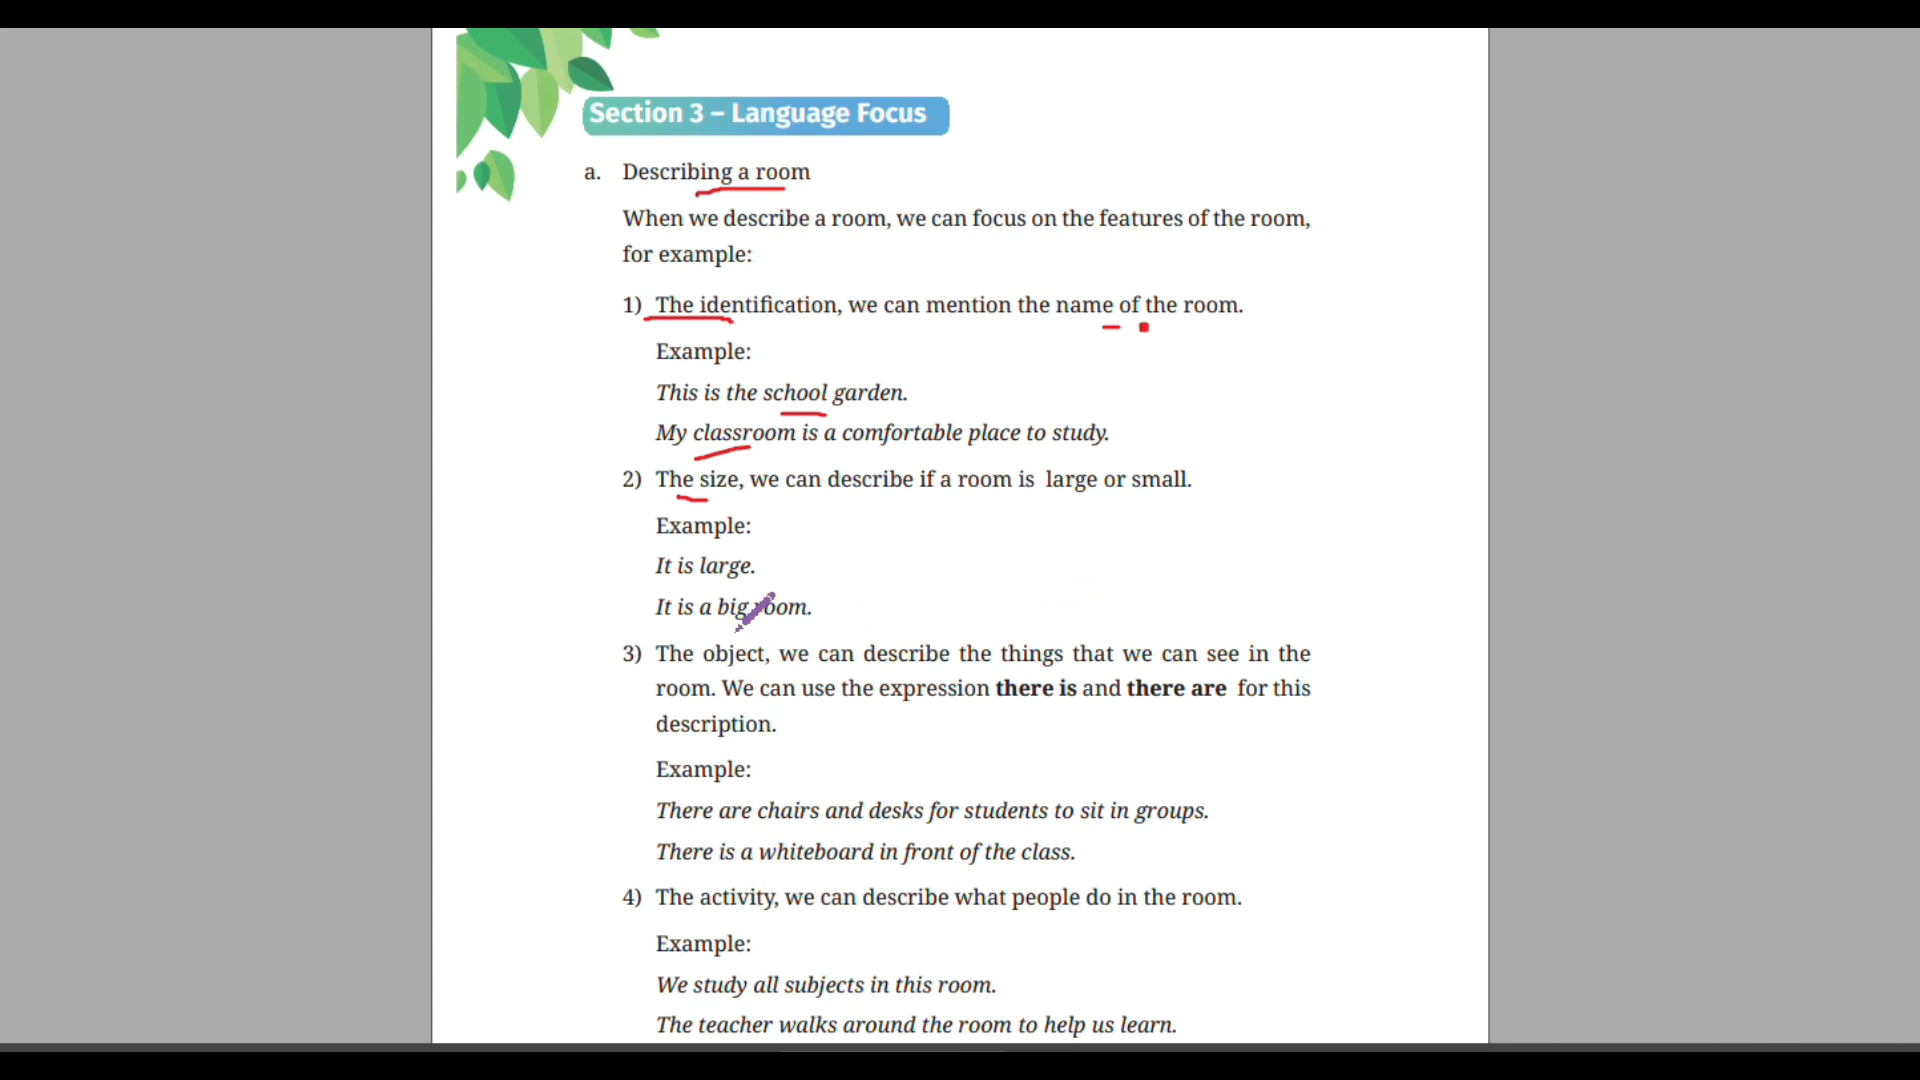 Section 3 – Language Focus
a. Describing a room
When we describe a room, we can focus on the features of the room,
for example:
1) The identification, we can mention the name of the room.
Example:
This is the school garden.
My classroom is a comfortable place to study.
2) The size, we can describe if a room is large or small.
Example:
It is large.
It is a big room.
3) The object, we can describe the things that we can see in the
room. We can use the expression there is and there are for this
description.
Example:
There are chairs and desks for students to sit in groups.
There is a whiteboard in front of the class.
4) The activity, we can describe what people do in the room.
Example:
We study all subjects in this room.
The teacher walks around the room to help us learn.